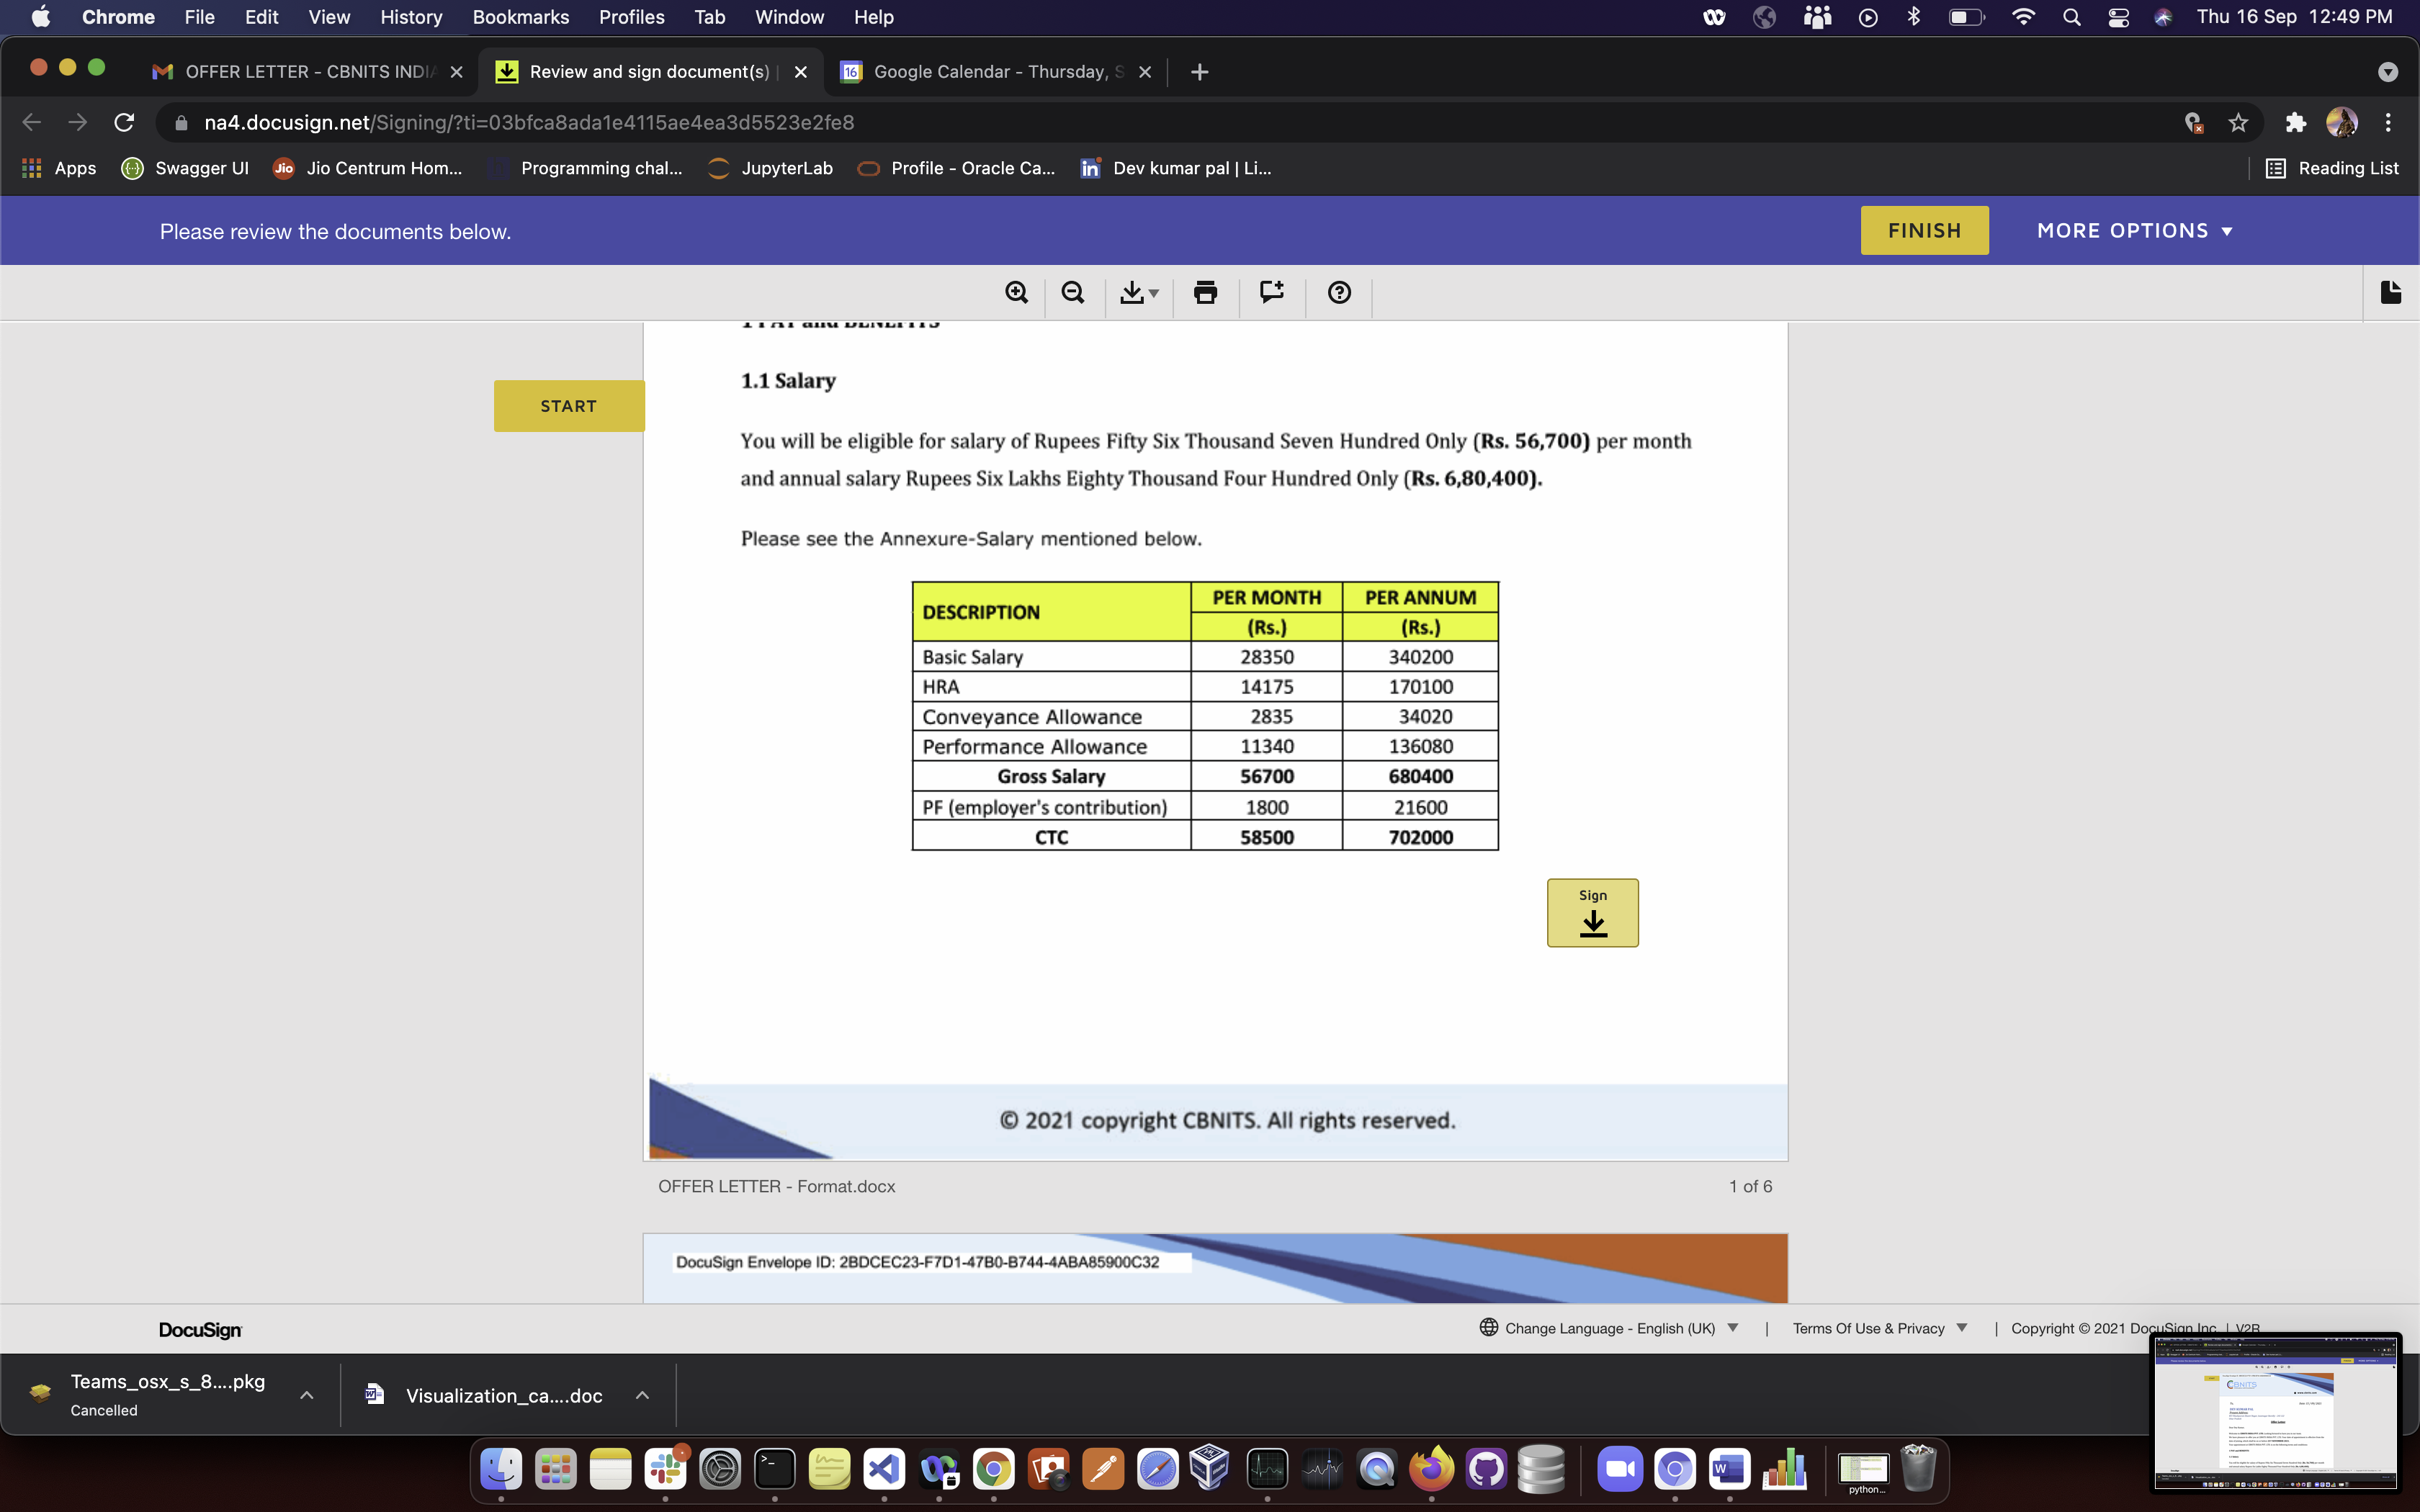 Chrome File Edit View History Bookmarks Profiles Tab Window Help Thu 16 Sep 12:49 PM
OFFER LETTER - CBNITS INDIA Review and sign document(s) | 16 Google Calendar - Thursday, S
na4.docusign.net/Signing/?ti=03bfca8ada1e4115ae4ea3d5523e2fe8
Apps Swagger UI Jio Jio Centrum Hom... Programming chal... JupyterLab Profile - Oracle Ca... in Dev kumar pal | Li... Reading List
Please review the documents below. FINISH MORE OPTIONS
1 PAY and BENEFITS
START
1.1 Salary
You will be eligible for salary of Rupees Fifty Six Thousand Seven Hundred Only (Rs. 56,700) per month
and annual salary Rupees Six Lakhs Eighty Thousand Four Hundred Only (Rs. 6,80,400).
Please see the Annexure-Salary mentioned below.
DESCRIPTION PER MONTH PER ANNUM
(Rs.) (Rs.)
Basic Salary 28350 340200
HRA 14175 170100
Conveyance Allowance 2835 34020
Performance Allowance 11340 136080
Gross Salary 56700 680400
PF (employer's contribution) 1800 21600
CTC 58500 702000
Sign
© 2021 copyright CBNITS. All rights reserved.
OFFER LETTER - Format.docx 1 of 6
DocuSign Envelope ID: 2BDCEC23-F7D1-47B0-B744-4ABA85900C32
DocuSign Change Language - English (UK) | Terms Of Use & Privacy | Copyright © 2021 DocuSign Inc. | V2R
Teams_osx_s_8....pkg
Cancelled
Visualization_ca....doc
python...